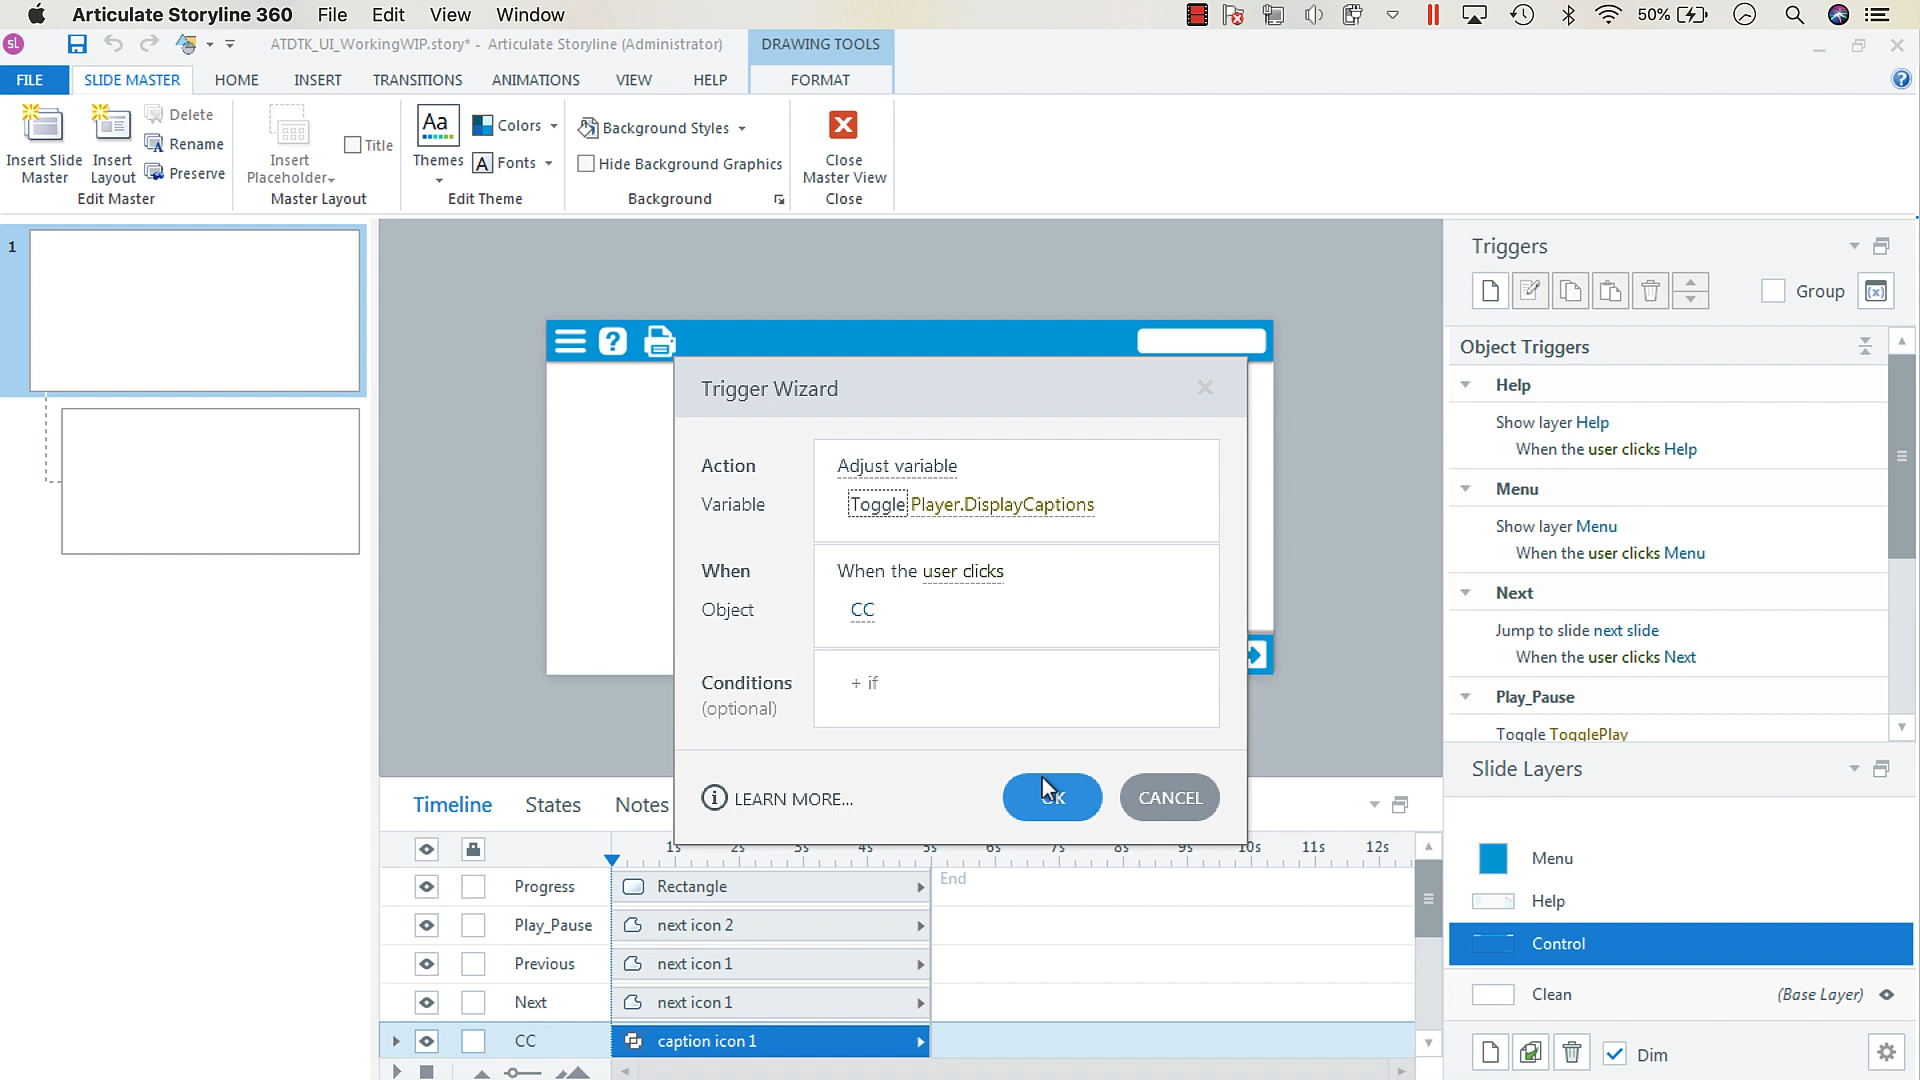 Articulate Storyline 360 File Edit View Window 50%
ATDTK_UI_WorkingWIP.story* - Articulate Storyline (Administrator) DRAWING TOOLS
FILE SLIDE MASTER HOME INSERT TRANSITIONS ANIMATIONS VIEW HELP FORMAT
Insert Slide Master
Insert Layout
Delete
Rename
Preserve
Edit Master
Insert Placeholder
Title
Master Layout
Aa
Themes
Colors
A Fonts
Edit Theme
Background Styles
Hide Background Graphics
Background
Close Master View
Close
1
Trigger Wizard
Action Adjust variable
Variable Toggle Player.DisplayCaptions
When When the user clicks
Object CC
Conditions + if
(optional)
LEARN MORE...
OK CANCEL
Triggers
Group
Object Triggers
Help
Show layer Help
When the user clicks Help
Menu
Show layer Menu
When the user clicks Menu
Next
Jump to slide next slide
When the user clicks Next
Play_Pause
Toggle TogglePlay
Slide Layers
Menu
Help
Control
Clean (Base Layer)
Dim
Timeline States Notes
1s 2s 3s 4s 5s 6s 7s 8s 9s 10s 11s 12s
Progress Rectangle End
Play_Pause next icon 2
Previous next icon 1
Next next icon 1
CC caption icon 1